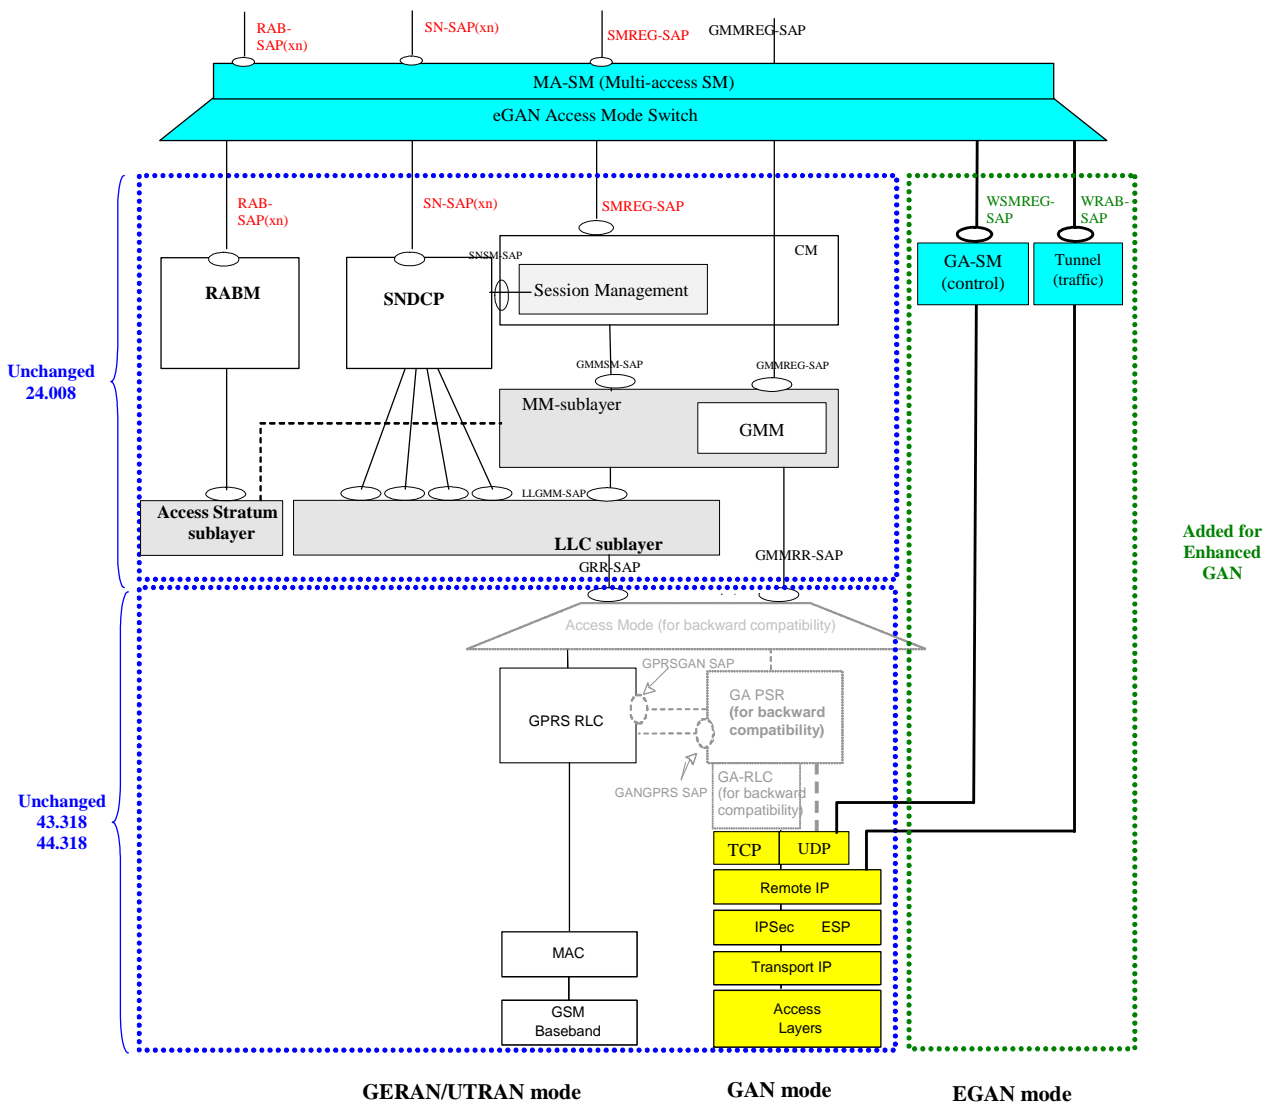 RAB-
SAP(xn)
SN-SAP(xn)
SMREG-SAP
GMMREG-SAP
MA-SM (Multi-access SM)
eGAN Access Mode Switch
RAB-
SAP(xn)
SN-SAP(xn)
SMREG-SAP
WSMREG-
SAP
WRAB-
SAP
RABM
SNDCP
SNSM-SAP
CM
Session Management
GA-SM
(control)
Tunnel
(traffic)
Unchanged
24.008
GMMSM-SAP
GMMREG-SAP
MM-sublayer
GMM
LLGMM-SAP
Access Stratum
sublayer
LLC sublayer
GRR-SAP
GMMRR-SAP
Added for
Enhanced
GAN
Access Mode (for backward compatibility)
GPRSGAN SAP
GPRS RLC
GA PSR
(for backward
compatibility)
GANGPRS SAP
GA-RLC
(for backward
compatibility)
Unchanged
43.318
44.318
TCP
UDP
Remote IP
IPSec ESP
Transport IP
Access
Layers
MAC
GSM
Baseband
GERAN/UTRAN mode
GAN mode
EGAN mode